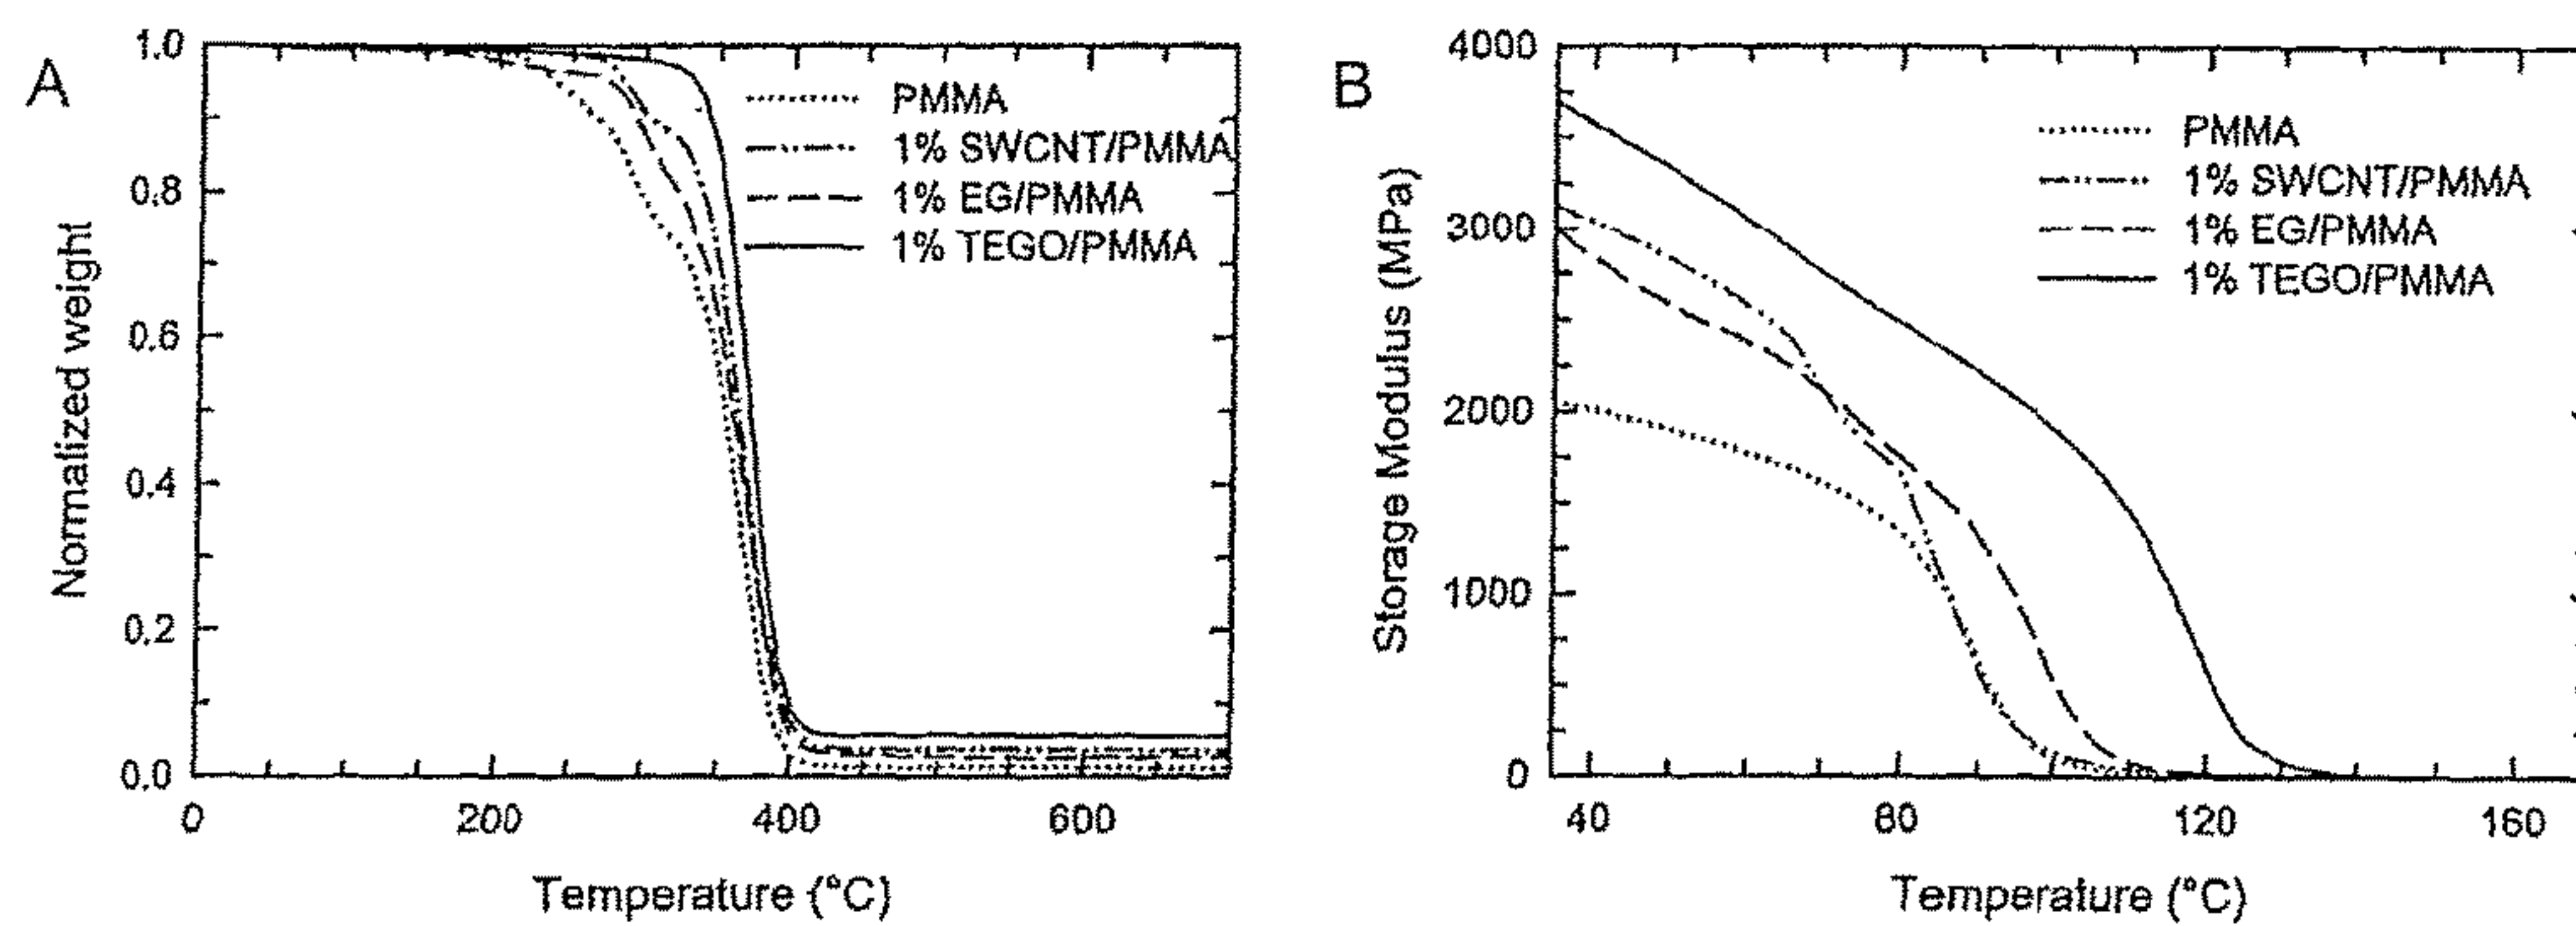 A
Normalized weight
1.0
0.8
0.6
0.4
0.2
0.0
0
200
400
600
Temperature (°C)
PMMA
1% SWCNT/PMMA
1% EG/PMMA
1% TEGO/PMMA
B
Storage Modulus (MPa)
4000
3000
2000
1000
0
40
80
120
160
Temperature (°C)
PMMA
1% SWCNT/PMMA
1% EG/PMMA
1% TEGO/PMMA